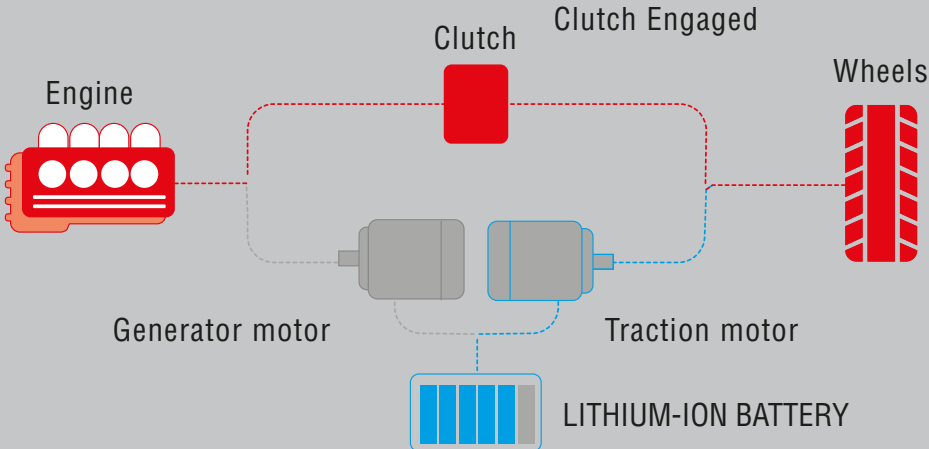 Clutch Engaged
Clutch
Wheels
Engine
Generator motor
Traction motor
LITHIUM-ION BATTERY